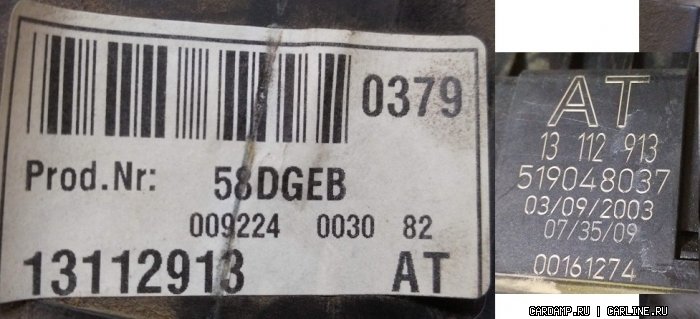 0379
Prod.Nr: 58DGEB
009224 0030 82
13112913 AT
AT
13 112 913
519048037
03/09/2003
07/35/09
00161274
CARDAMP.RU | CARLINE.RU